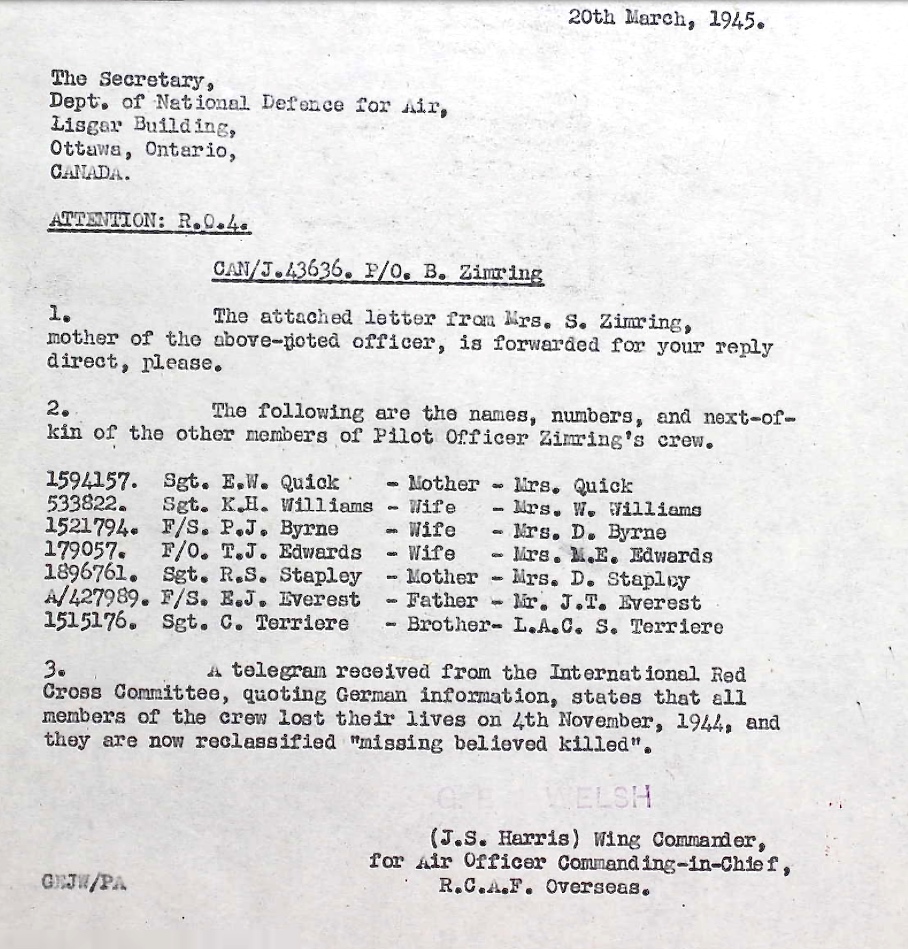 20th March, 1945.
The Secretary,
Dept. of National Defence for Air,
Lisgar Building,
Ottawa, Ontario,
CANADA.
ATTENTION: R.O.4.
CAN/J.43636. P/O. B. Zimring
1. The attached letter from Mrs. S. Zimring,
mother of the above-noted officer, is forwarded for your reply
direct, please.
2. The following are the names, numbers, and next-of-
kin of the other members of Pilot Officer Zimring's crew.
1594157. Sgt. E.W. Quick - Mother - Mrs. Quick
533822. Sgt. K.H. Williams - Wife - Mrs. W. Williams
1521794. F/S. P.J. Byrne - Wife - Mrs. D. Byrne
179057. F/O. T.J. Edwards - Wife - Mrs. M.E. Edwards
1896761. Sgt. R.S. Stapley - Mother - Mrs. D. Stapley
A/427989. F/S. E.J. Everest - Father - Mr. J.T. Everest
1515176. Sgt. C. Terriere - Brother- L.A.C. S. Terriere
3. A telegram received from the International Red
Cross Committee, quoting German information, states that all
members of the crew lost their lives on 4th November, 1944, and
they are now reclassified "missing believed killed".
WELSH
(J.S. Harris) Wing Commander,
for Air Officer Commanding-in-Chief,
R.C.A.F. Overseas.
GEJW/PA